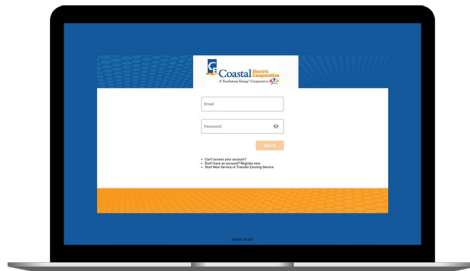 CE
Coastal Electric
Cooperative
A Touchstone Energy® Cooperative
Email
Password
Sign In
Can't access your account?
Don't have an account? Register now.
Start New Service or Transfer Existing Service